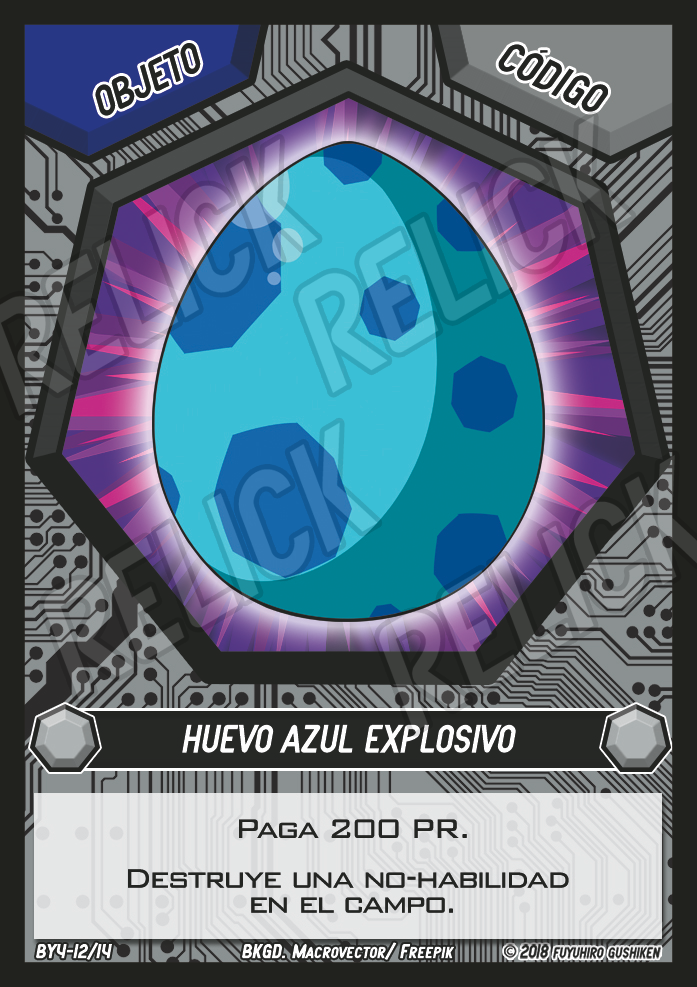 OBJETO
CÓDIGO
RELICK
RELICK
RELICK
RELICK
HUEVO AZUL EXPLOSIVO
PAGA 200 PR.
DESTRUYE UNA NO-HABILIDAD
EN EL CAMPO.
BY4-12/14
BKGD. MACROVECTOR/ FREEPIK
© 2018 FUYUHIRO GUSHIKEN